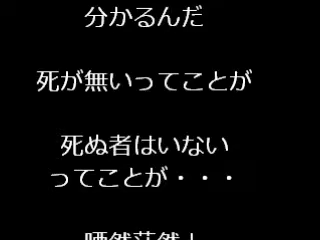 分かるんだ
死が無いってことが
死ぬ者はいない
ってことが・・・